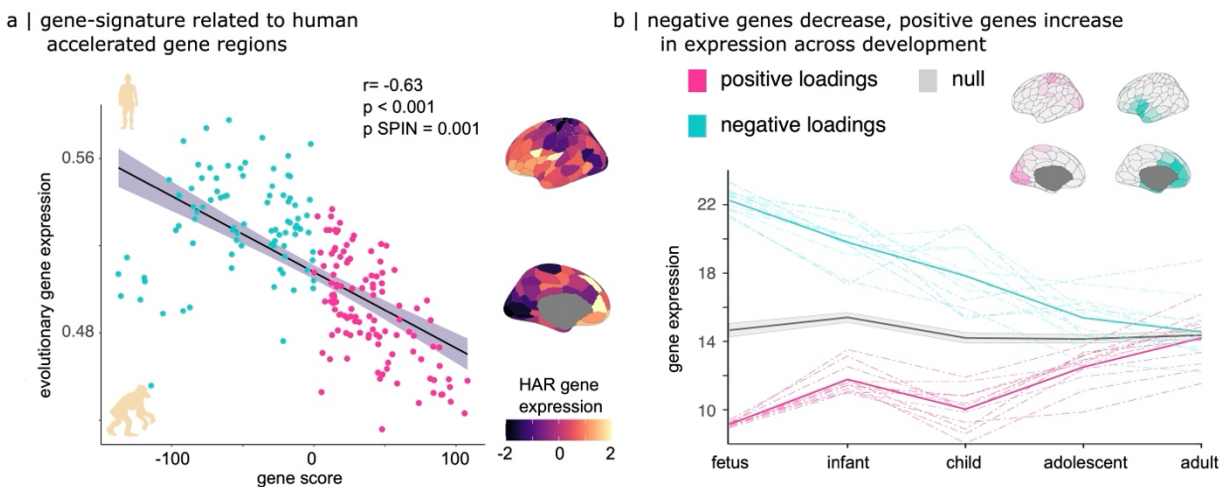 a | gene-signature related to human
accelerated gene regions
r= -0.63
p < 0.001
p SPIN = 0.001
evolutionary gene expression
0.56
0.48
-100
0
100
gene score
HAR gene
expression
-2
0
2
b | negative genes decrease, positive genes increase
in expression across development
positive loadings
null
negative loadings
gene expression
22
18
14
10
fetus
infant
child
adolescent
adult